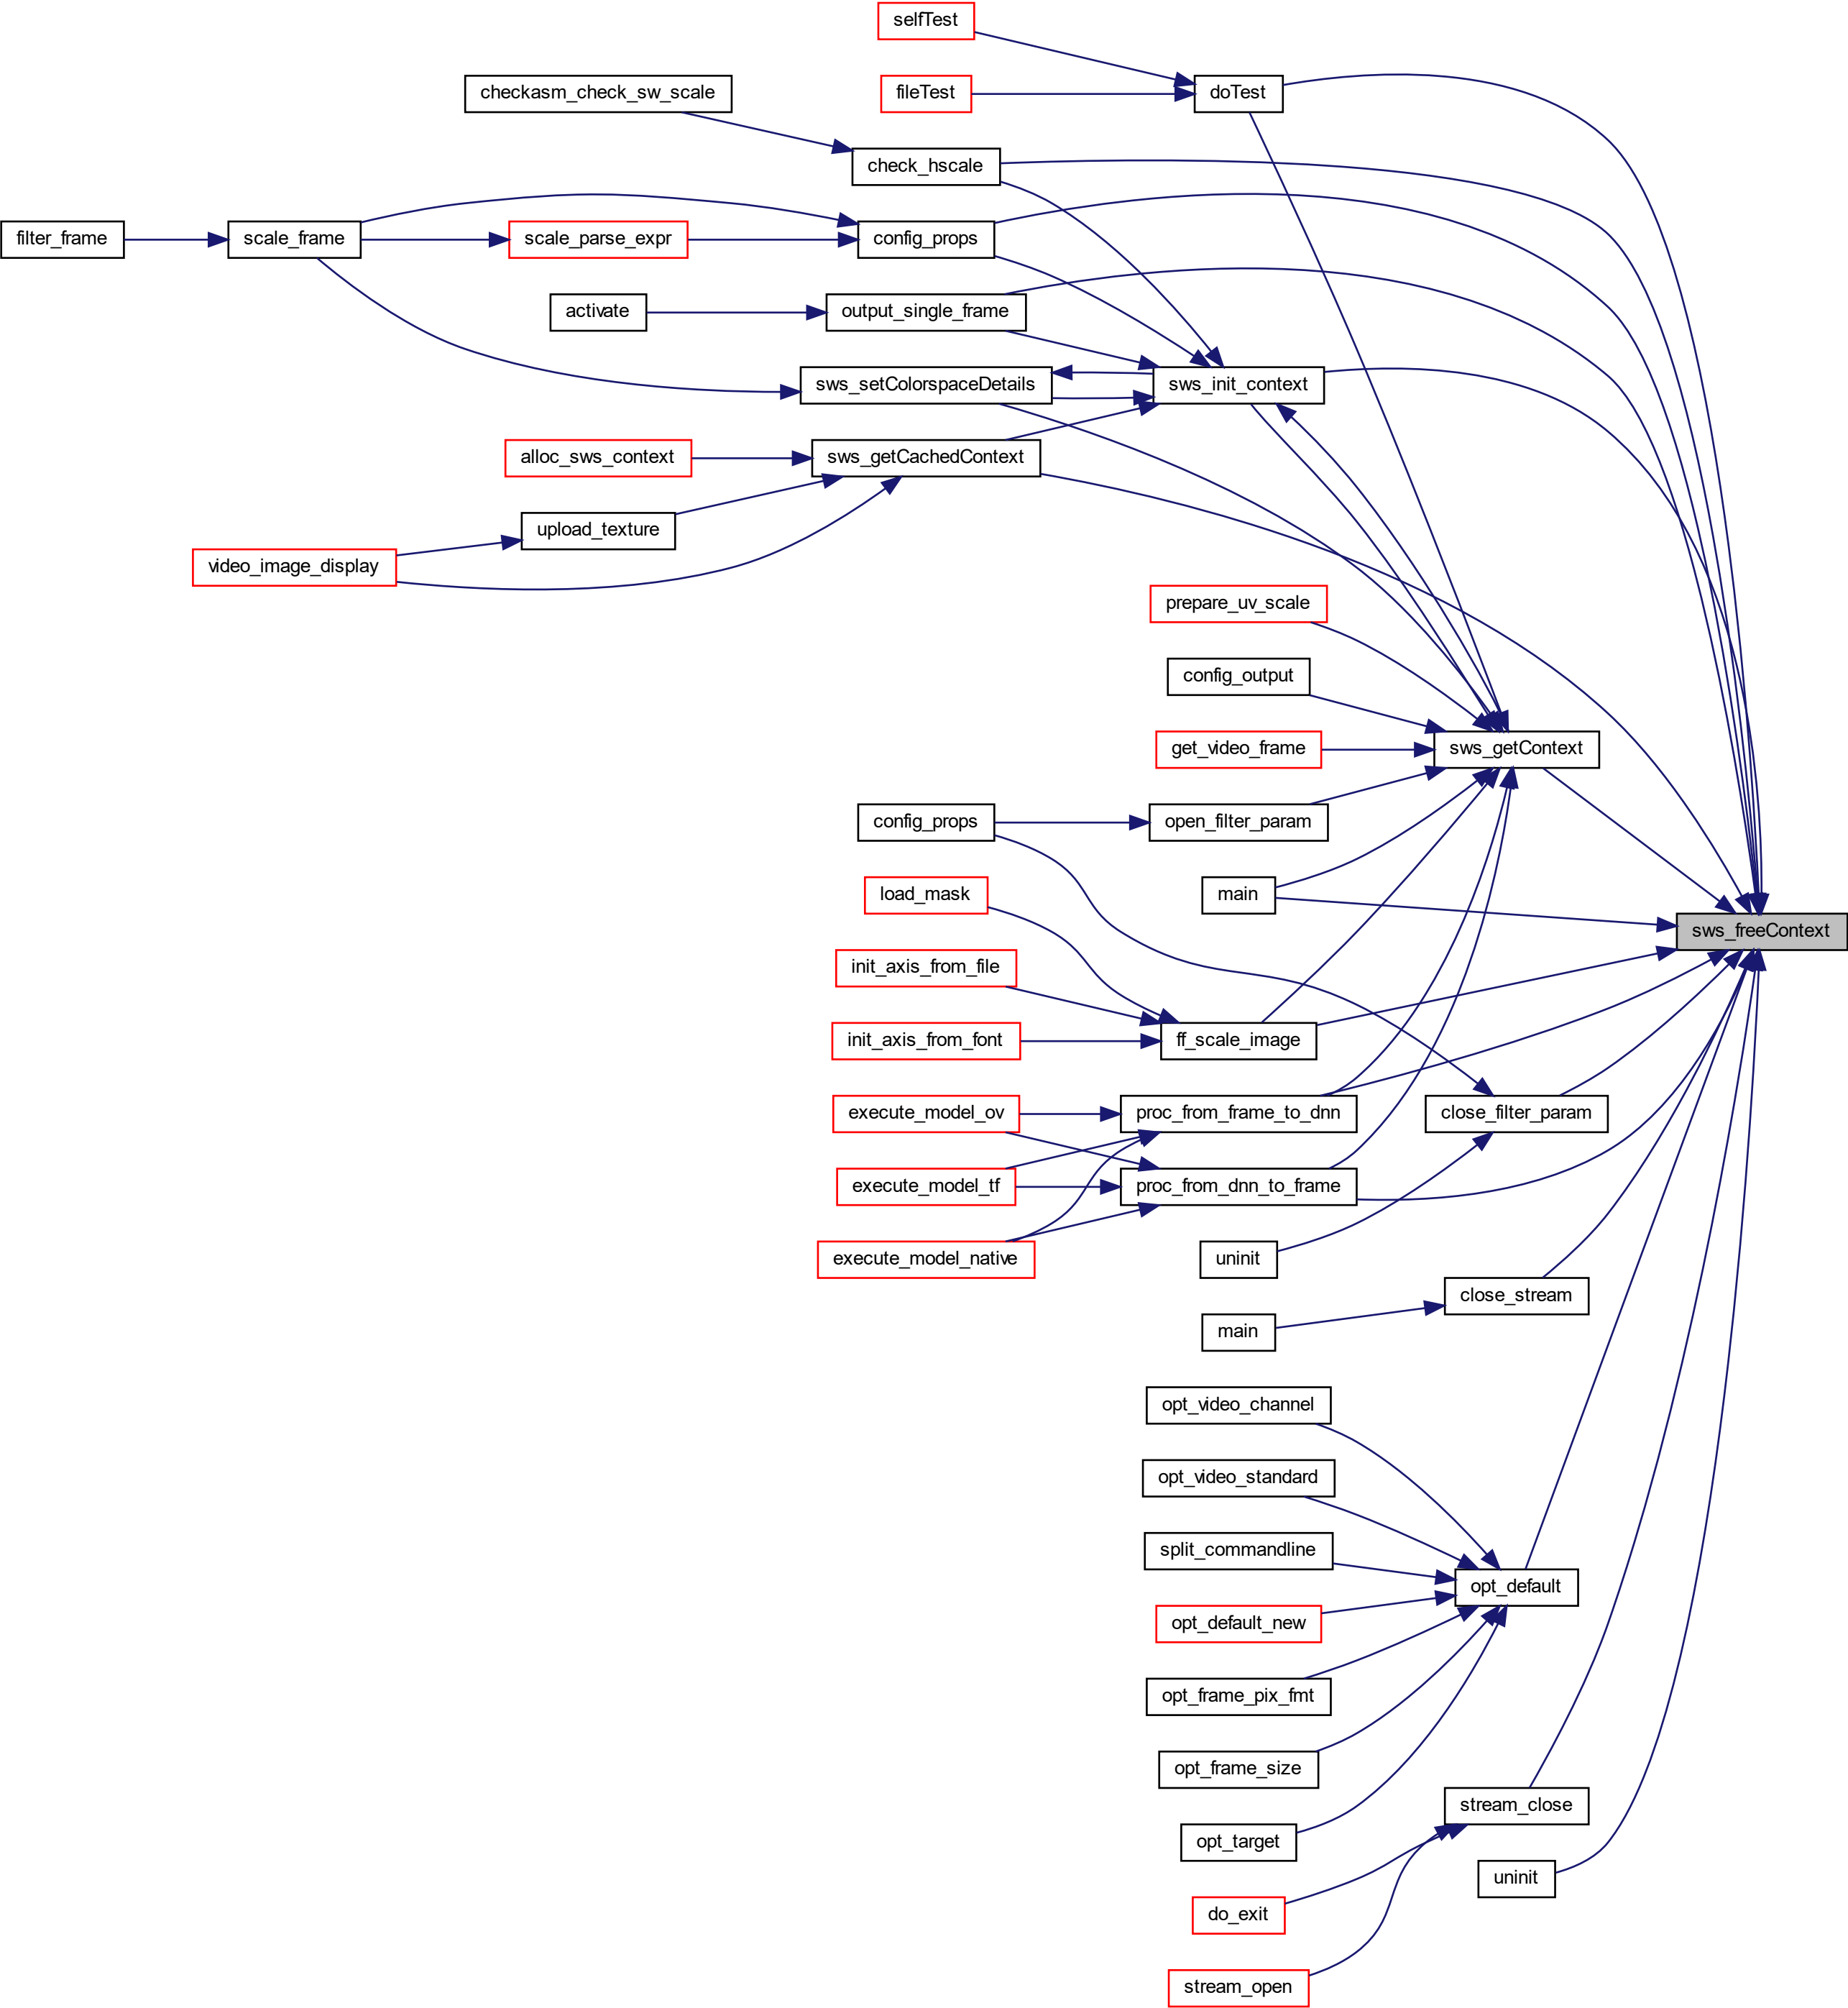 selfTest
checkasm_check_sw_scale
fileTest
doTest
check_hscale
filter_frame
scale_frame
scale_parse_expr
config_props
activate
output_single_frame
sws_setColorspaceDetails
sws_init_context
alloc_sws_context
sws_getCachedContext
upload_texture
video_image_display
prepare_uv_scale
config_output
get_video_frame
sws_getContext
config_props
open_filter_param
load_mask
main
sws_freeContext
init_axis_from_file
init_axis_from_font
ff_scale_image
execute_model_ov
proc_from_frame_to_dnn
close_filter_param
execute_model_tf
proc_from_dnn_to_frame
execute_model_native
uninit
close_stream
main
opt_video_channel
opt_video_standard
split_commandline
opt_default
opt_default_new
opt_frame_pix_fmt
opt_frame_size
stream_close
opt_target
uninit
do_exit
stream_open